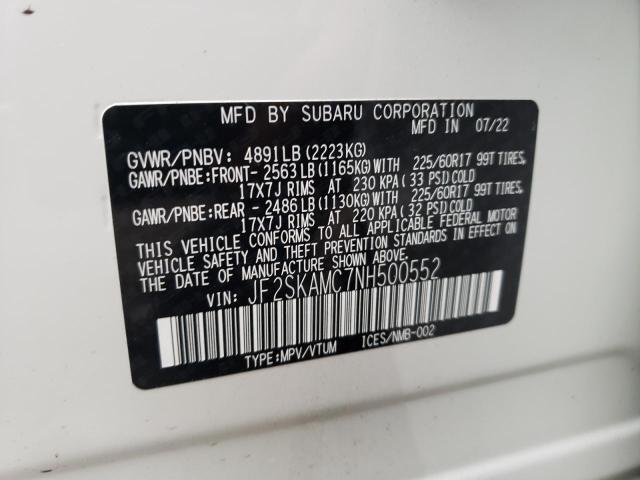 MFD BY SUBARU CORPORATION
MFD IN 07/22
GVWR/PNBV: 4891LB (2223KG)
GAWR/PNBE:FRONT- 2563LB (1165KG)WITH 225/60R17 99T TIRES,
17X7J RIMS AT 230 KPA (33 PSI)COLD
GAWR/PNBE:REAR - 2486LB (1130KG)WITH 225/60R17 99T TIRES,
17X7J RIMS AT 220 KPA (32 PSI)COLD
THIS VEHICLE CONFORMS TO ALL APPLICABLE FEDERAL MOTOR
VEHICLE SAFETY AND THEFT PREVENTION STANDARDS IN EFFECT
ON THE DATE OF MANUFACTURE SHOWN ABOVE.
VIN: JF2SKAMC7NH500552
TYPE:MPV/VTUM ICES/NMB-002